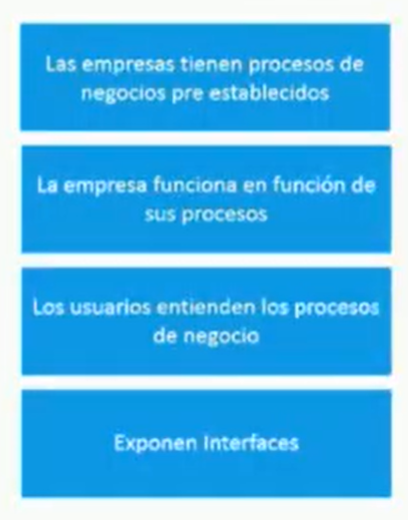 Las empresas tienen procesos de
negocios pre establecidos
La empresa funciona en función de
sus procesos
Los usuarios entienden los procesos
de negocio
Exponen Interfaces